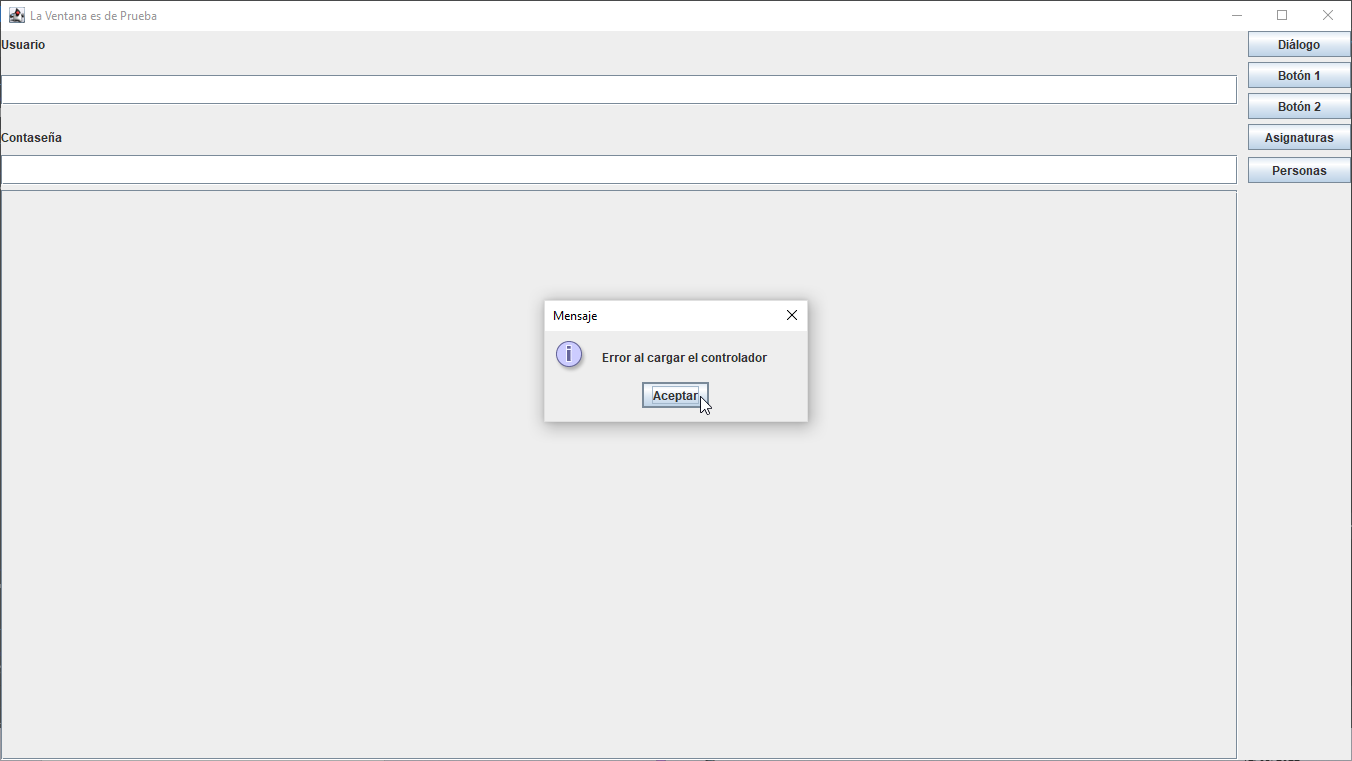 La Ventana es de Prueba
Usuario
Diálogo
Botón 1
Botón 2
Contaseña
Asignaturas
Personas
Mensaje
Error al cargar el controlador
Aceptar